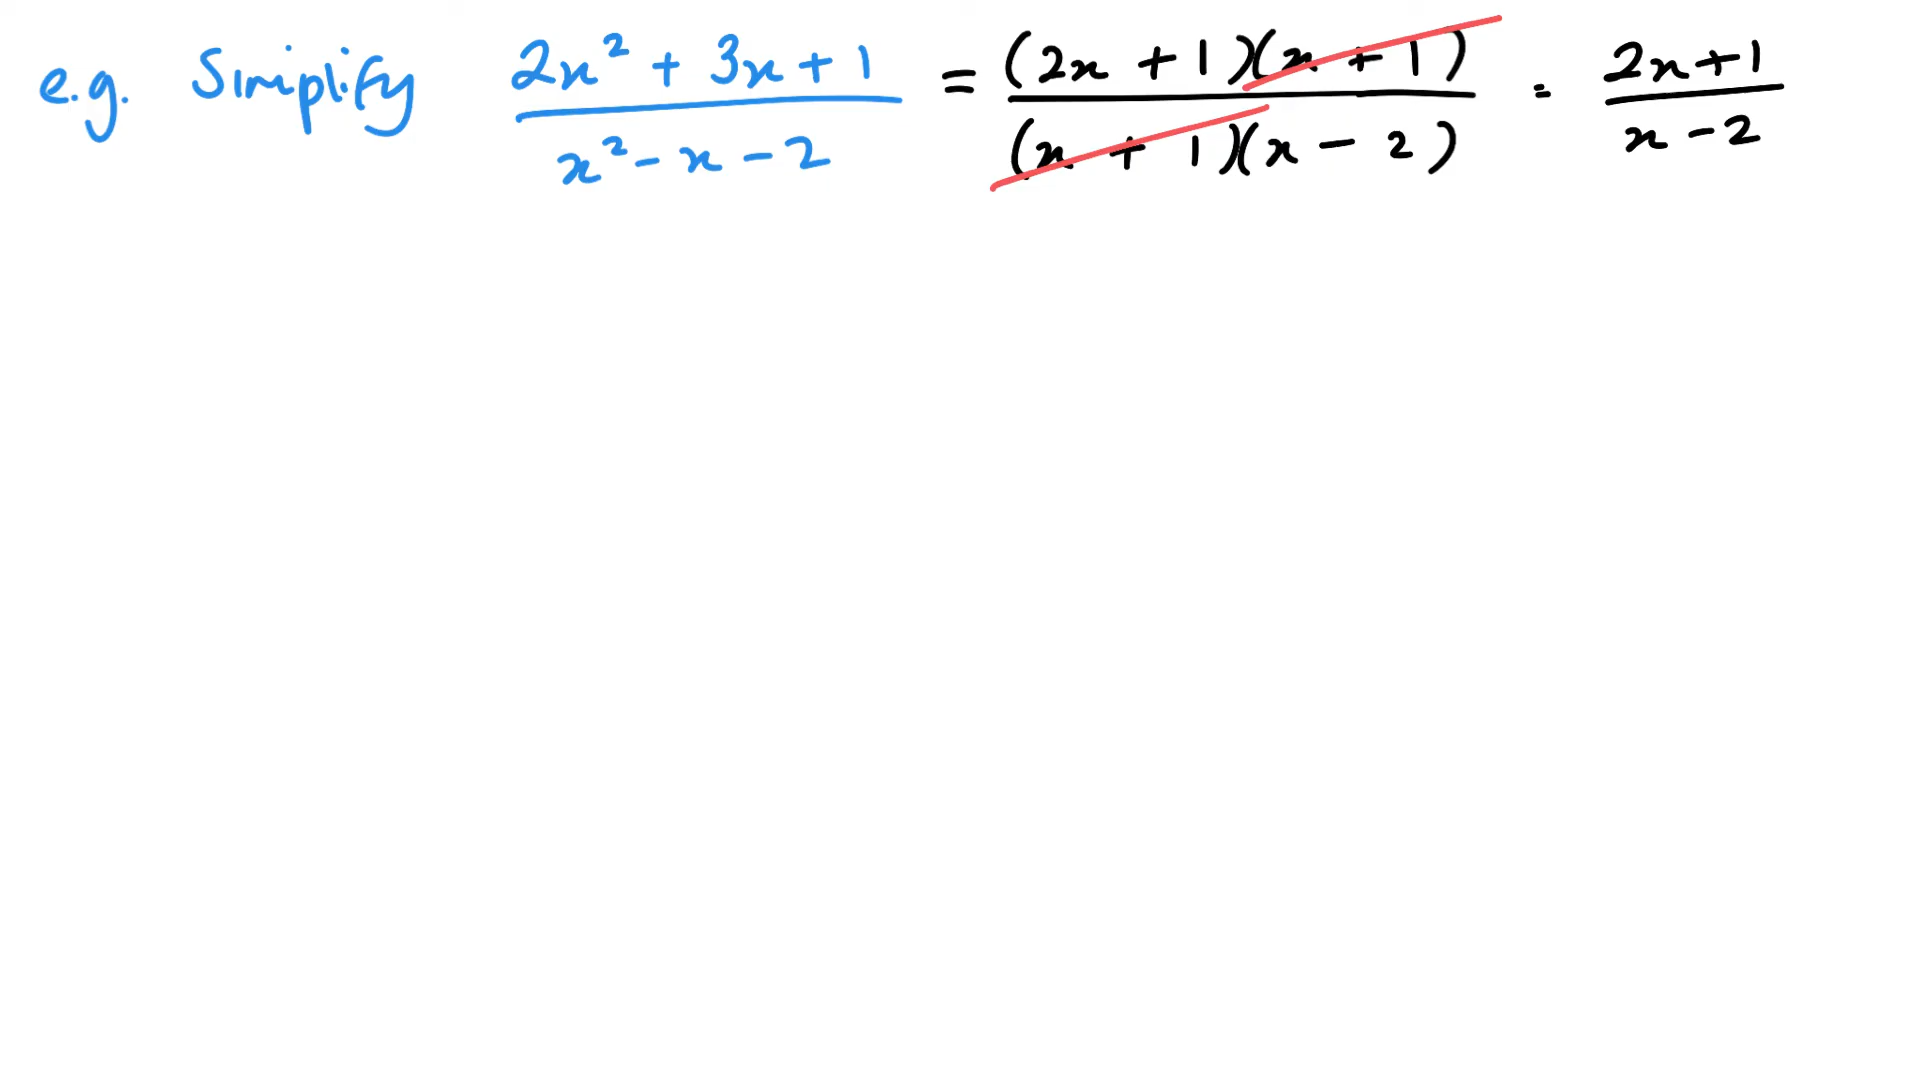 e.g. Simplify (2x² + 3x + 1)/(x² - x - 2) = ((2x + 1)(x + 1))/((x + 1)(x - 2)) = (2x + 1)/(x - 2)